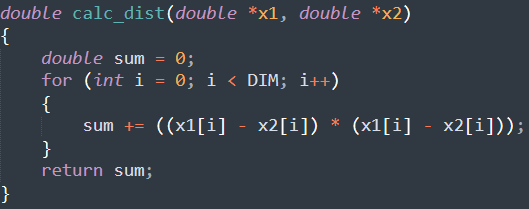 double calc_dist(double *x1, double *x2)
{
    double sum = 0;
    for (int i = 0; i < DIM; i++)
    {
        sum += ((x1[i] - x2[i]) * (x1[i] - x2[i]));
    }
    return sum;
}